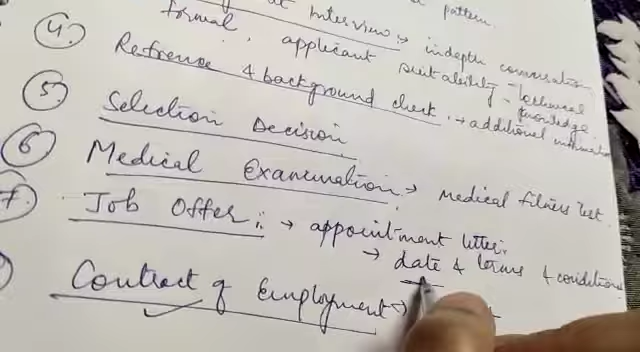 pattern
Interview → indepth conversation
formal, applicant suitability - Technical knowledge.
④ Refrence & background check. → additional information
⑤ Selection Decision
⑥ Medical Examination → Medical fitness test.
7. Job Offer :. → appointment letter.
→ date & terms & conditions
Contract of Employment →